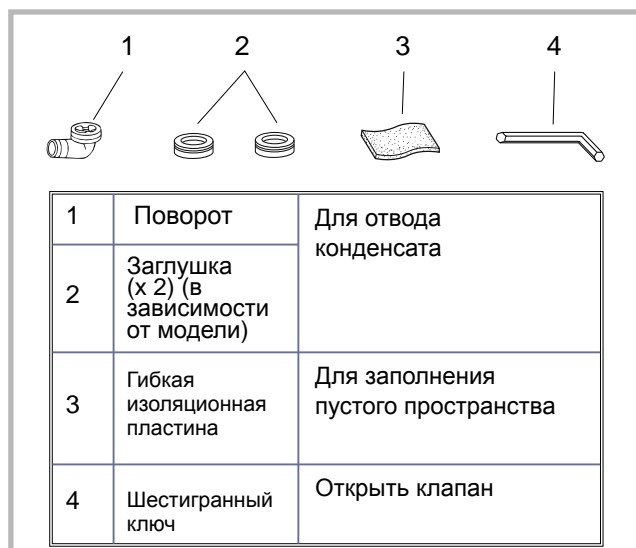 1 2 3 4
1 Поворот Для отвода
конденсата
2 Заглушка
(x 2) (в
зависимости
от модели)
3 Гибкая
изоляционная
пластина
Для заполнения
пустого пространства
4 Шестигранный
ключ
Открыть клапан